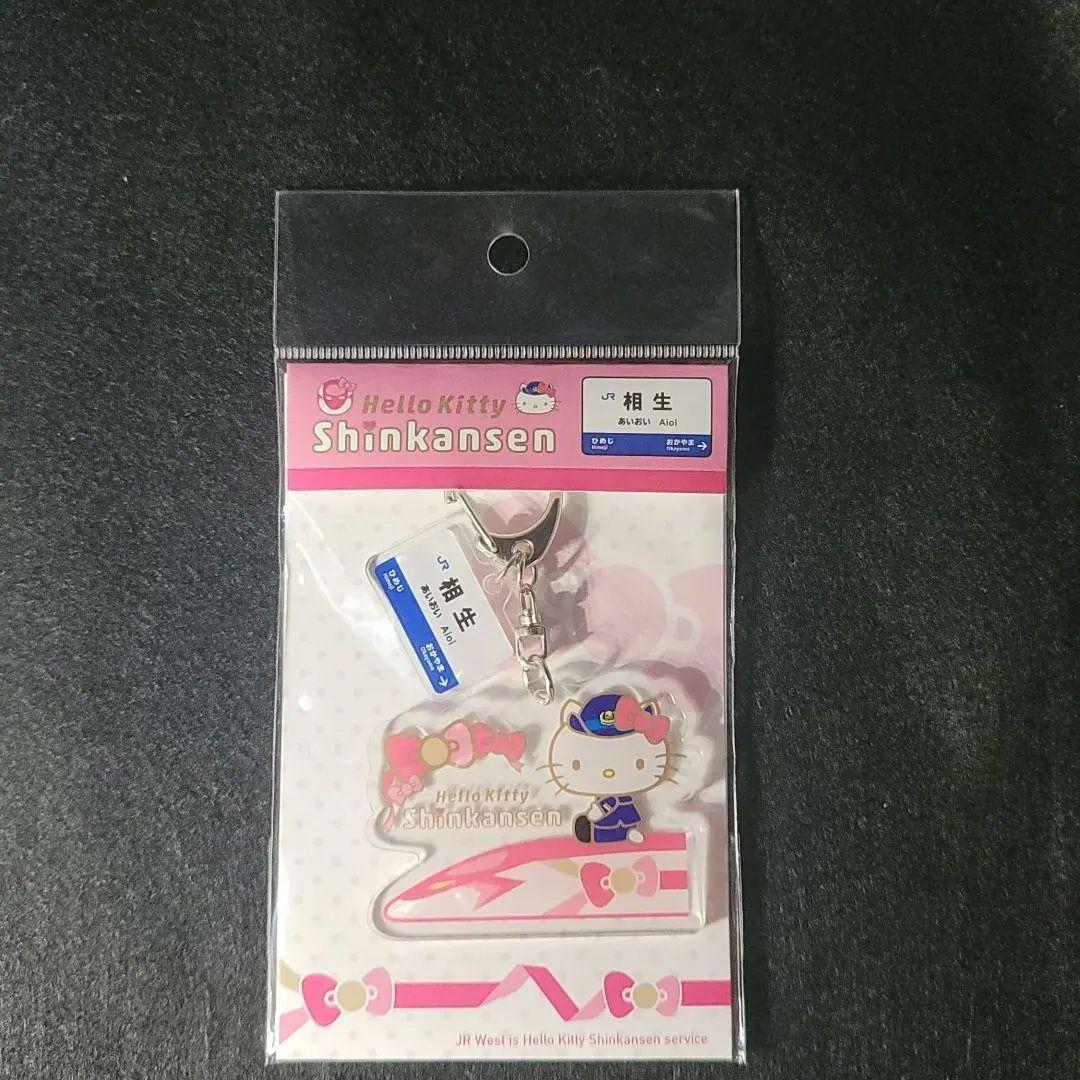 Hello Kitty
Shinkansen
JR 相生
あいおい Aioi
ひめじ おかやま
Himeji Okayama
JR 相生
あいおい Aioi
ひめじ おかやま
Himeji Okayama
Hello Kitty
Shinkansen
JR West is Hello Kitty Shinkansen service